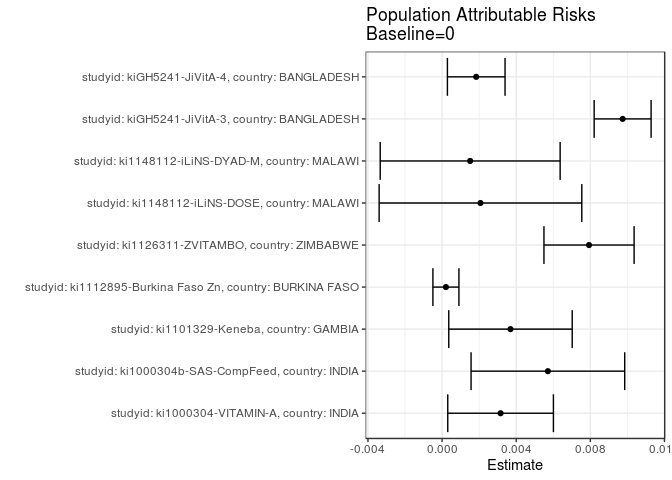 Population Attributable Risks
Baseline=0
studyid: kiGH5241-JiVitA-4, country: BANGLADESH
studyid: kiGH5241-JiVitA-3, country: BANGLADESH
studyid: ki1148112-iLiNS-DYAD-M, country: MALAWI
studyid: ki1148112-iLiNS-DOSE, country: MALAWI
studyid: ki1126311-ZVITAMBO, country: ZIMBABWE
studyid: ki1112895-Burkina Faso Zn, country: BURKINA FASO
studyid: ki1101329-Keneba, country: GAMBIA
studyid: ki1000304b-SAS-CompFeed, country: INDIA
studyid: ki1000304-VITAMIN-A, country: INDIA
-0.004 0.000 0.004 0.008 0.01
Estimate